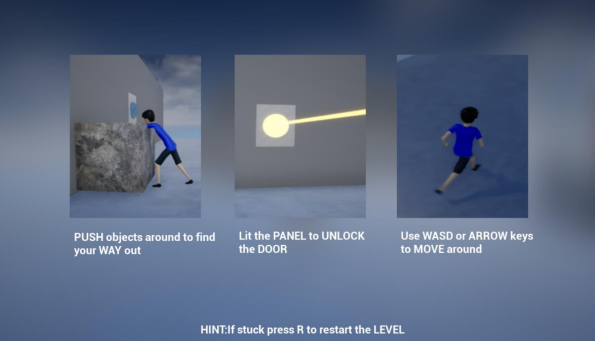 PUSH objects around to find
your WAY out
Lit the PANEL to UNLOCK
the DOOR
Use WASD or ARROW keys
to MOVE around
HINT:If stuck press R to restart the LEVEL